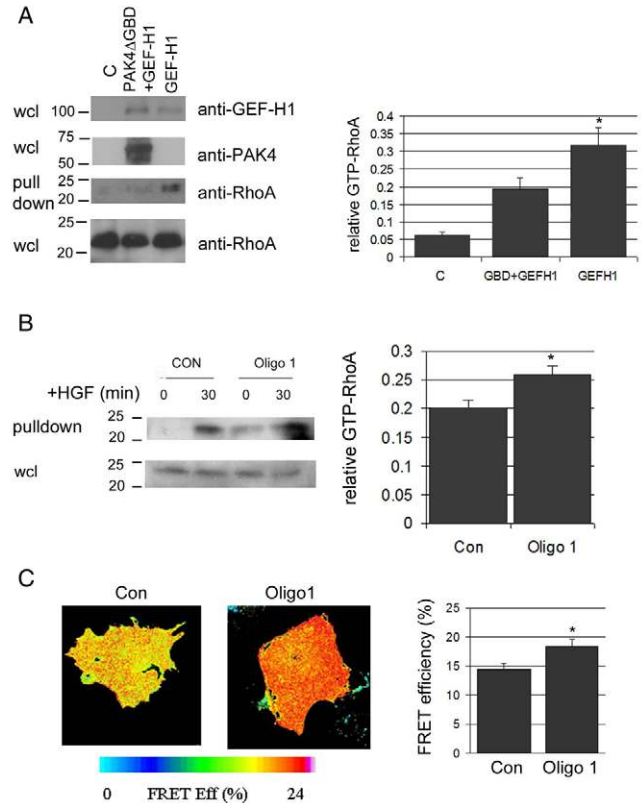 A
C
PAK4ΔGBD
+GEF-H1
GEF-H1
wcl 100 anti-GEF-H1
wcl 75 50 anti-PAK4
pull down 25 20 anti-RhoA
wcl 25 20 anti-RhoA
relative GTP-RhoA
0.4
0.35
0.3
0.25
0.2
0.15
0.1
0.05
0
*
C GBD+GEFH1 GEFH1
B
CON Oligo 1
+HGF (min) 0 30 0 30
pulldown 25 20
wcl 25 20
relative GTP-RhoA
0.3
0.25
0.2
0.15
0.1
0.05
0
*
Con Oligo 1
C
Con Oligo1
0 FRET Eff (%) 24
FRET efficiency (%)
25
20
15
10
5
0
*
Con Oligo 1